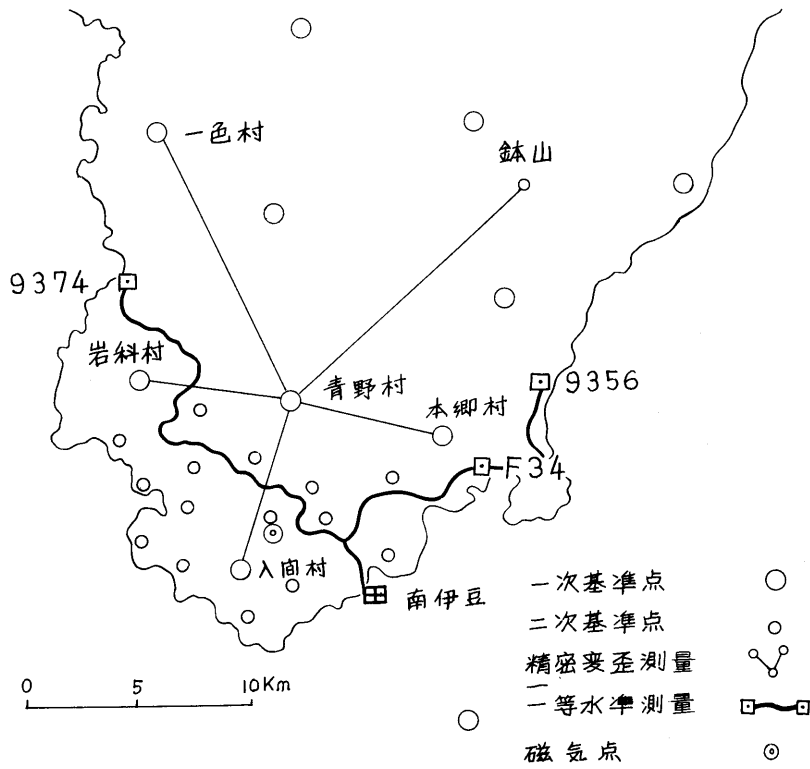 一色村
鉢山
9374
岩科村
青野村
9356
本郷村
F34
入間村
南伊豆
一次基準点
二次基準点
精密変歪測量
一等水準測量
磁気点
0 5 10Km